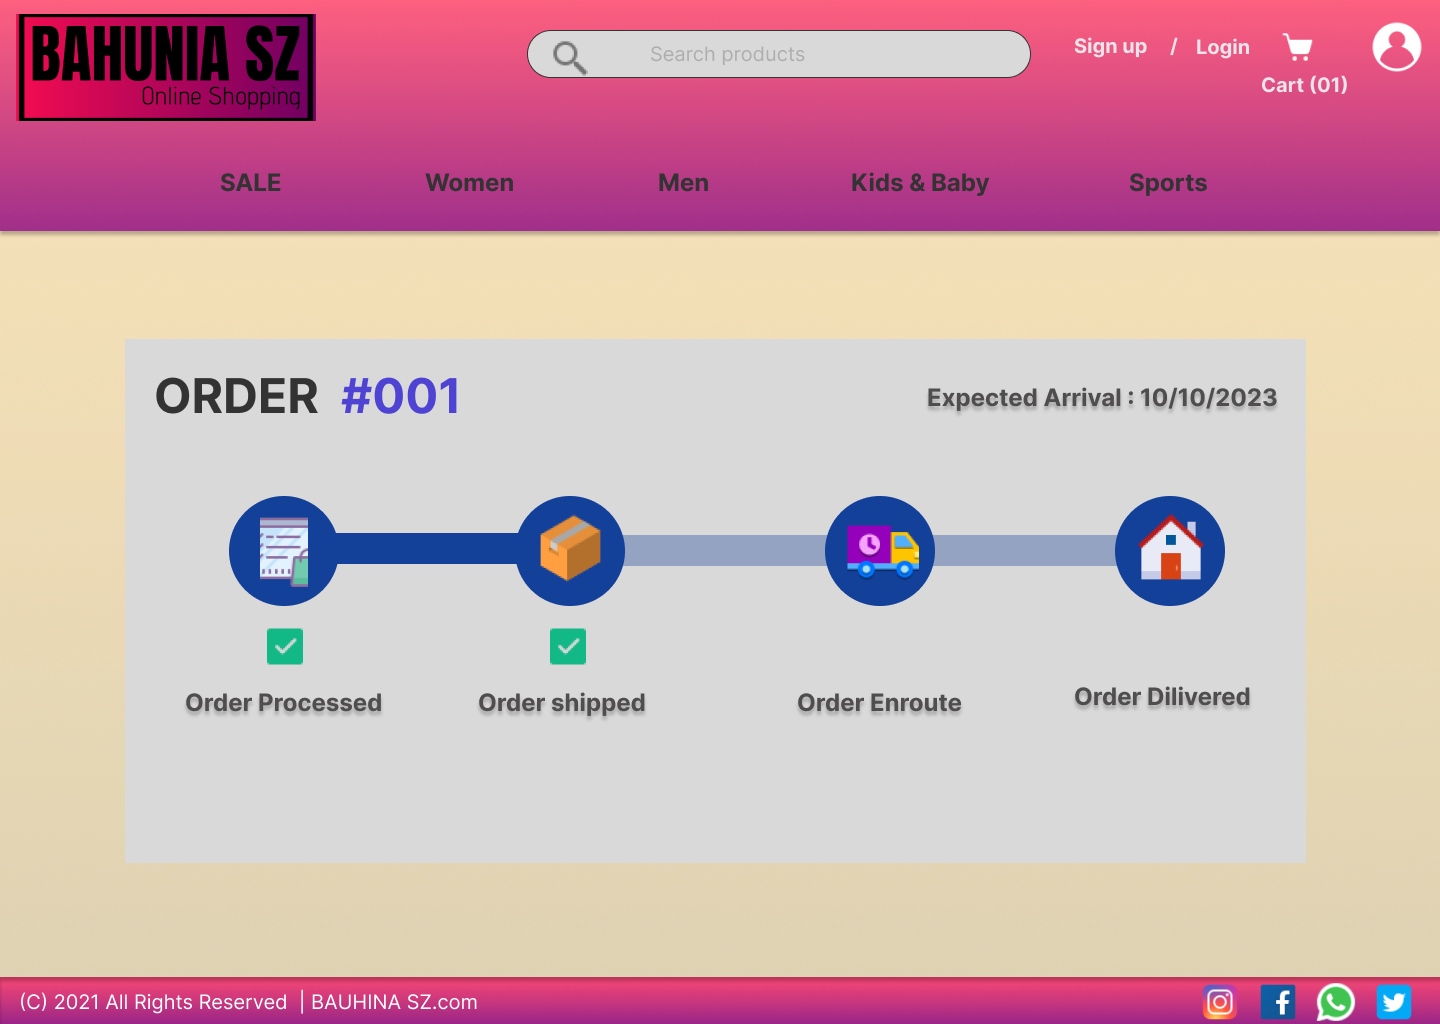 BAHUNIA SZ
Online Shopping
Search products
Sign up / Login
Cart (01)
SALE Women Men Kids & Baby Sports
ORDER #001
Expected Arrival : 10/10/2023
Order Processed
Order shipped
Order Enroute
Order Dilivered
(C) 2021 All Rights Reserved | BAUHINA SZ.com